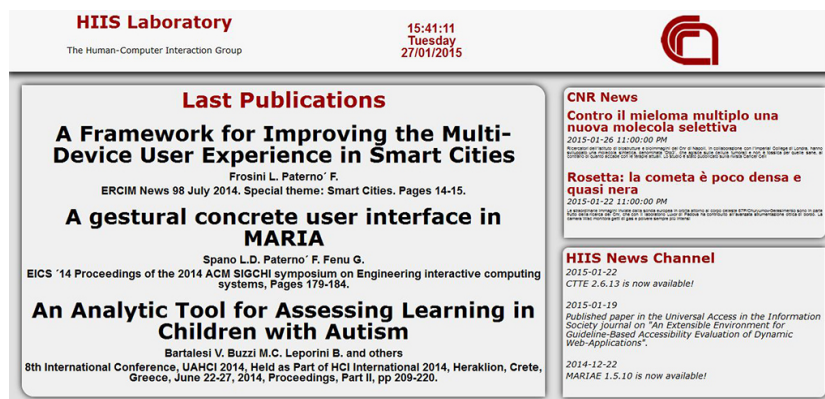 HIIS Laboratory
The Human-Computer Interaction Group
15:41:11
Tuesday
27/01/2015
Last Publications
A Framework for Improving the Multi-
Device User Experience in Smart Cities
Frosini L. Paterno´ F.
ERCIM News 98 July 2014. Special theme: Smart Cities. Pages 14-15.
A gestural concrete user interface in
MARIA
Spano L.D. Paterno´ F. Fenu G.
EICS ´14 Proceedings of the 2014 ACM SIGCHI symposium on Engineering interactive computing
systems, Pages 179-184.
An Analytic Tool for Assessing Learning in
Children with Autism
Bartalesi V. Buzzi M.C. Leporini B. and others
8th International Conference, UAHCI 2014, Held as Part of HCI International 2014, Heraklion, Crete,
Greece, June 22-27, 2014, Proceedings, Part II, pp 209-220.
CNR News
Contro il mieloma multiplo una
nuova molecola selettiva
2015-01-26 11:00:00 PM
Rosetta: la cometa è poco densa e
quasi nera
2015-01-22 11:00:00 PM
HIIS News Channel
2015-01-22
CTTE 2.6.13 is now available!
2015-01-19
Published paper in the Universal Access in the Information
Society journal on "An Extensible Environment for
Guideline-Based Accessibility Evaluation of Dynamic
Web-Applications".
2014-12-22
MARIAE 1.5.10 is now available!